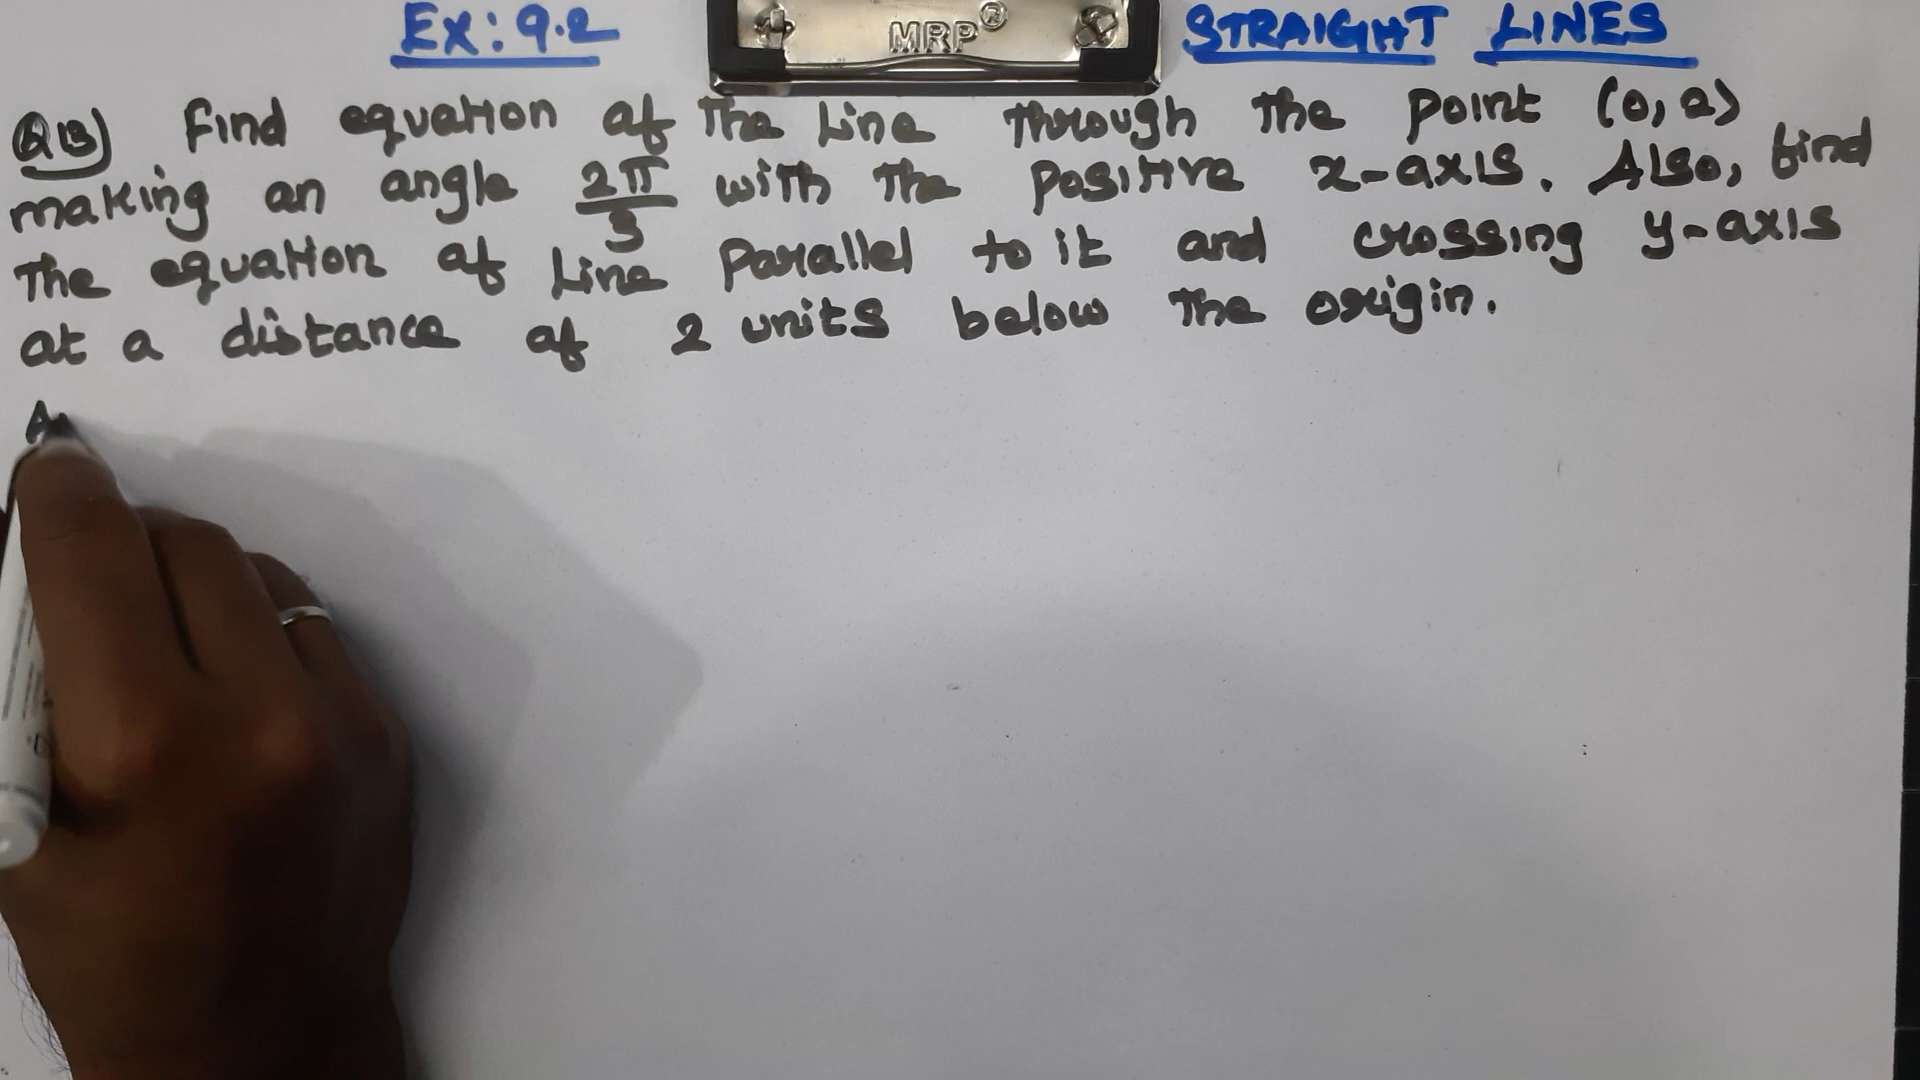 EX: 9.2
MRP®
STRAIGHT LINES
Q13) Find equation of The Line through The point (0, 2)
making an angle 2π/3 with The positive x-axis. Also, find
The equation of Line parallel to it and crossing y-axis
at a distance of 2 units below The origin.